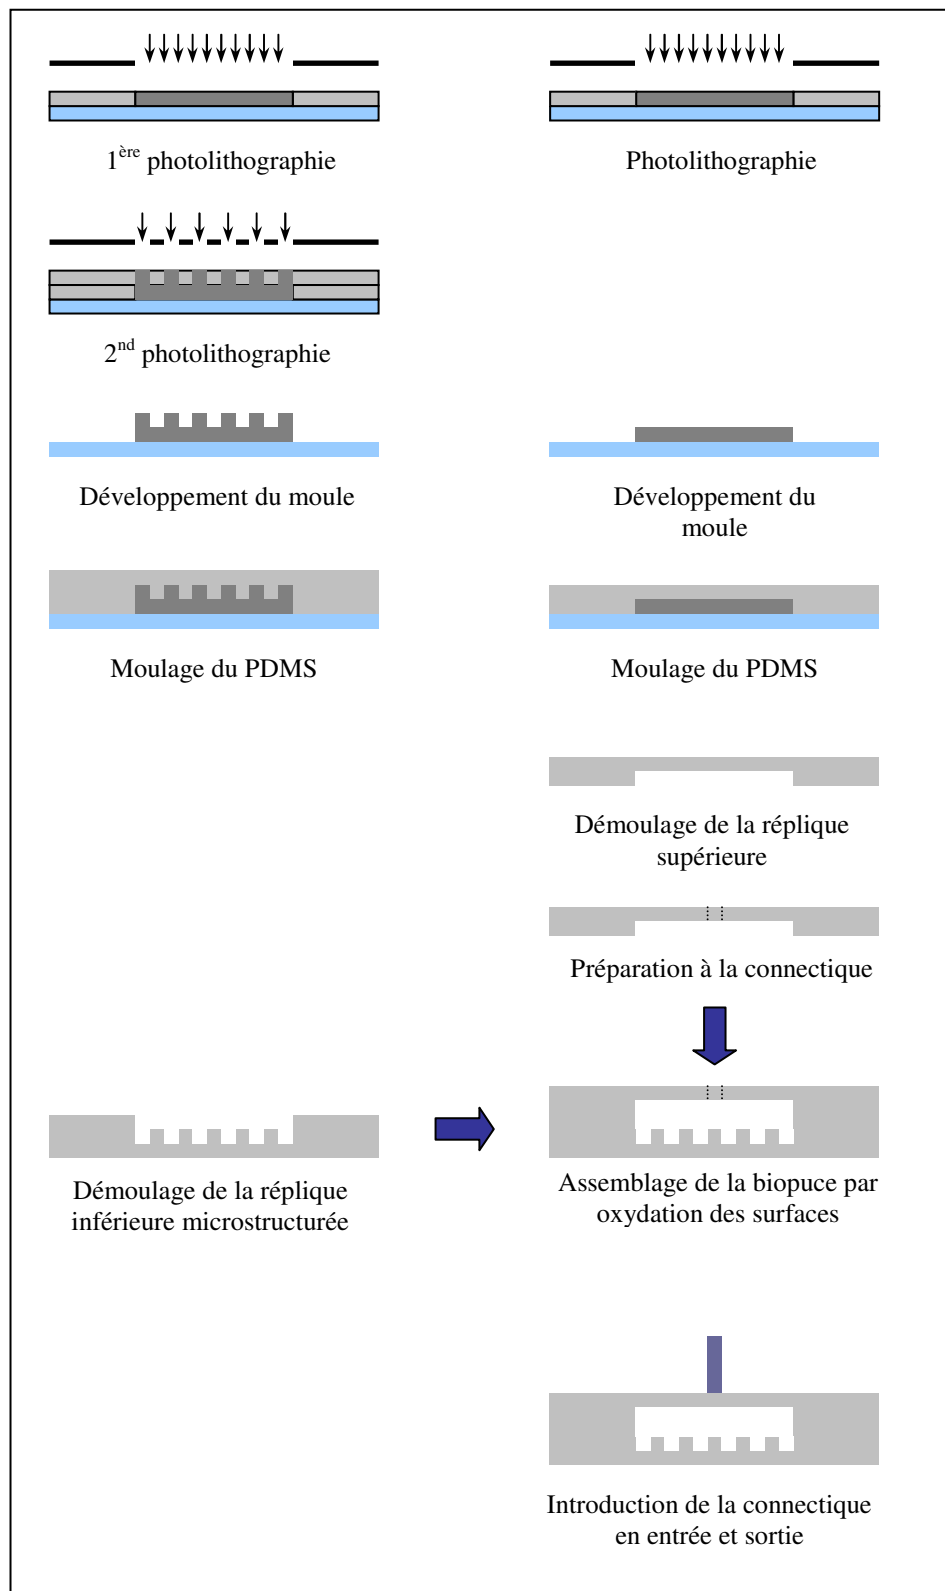 1ère photolithographie
Photolithographie
2nd photolithographie
Développement du moule
Développement du
moule
Moulage du PDMS
Moulage du PDMS
Démoulage de la réplique
supérieure
Préparation à la connectique
Démoulage de la réplique
inférieure microstructurée
Assemblage de la biopuce par
oxydation des surfaces
Introduction de la connectique
en entrée et sortie